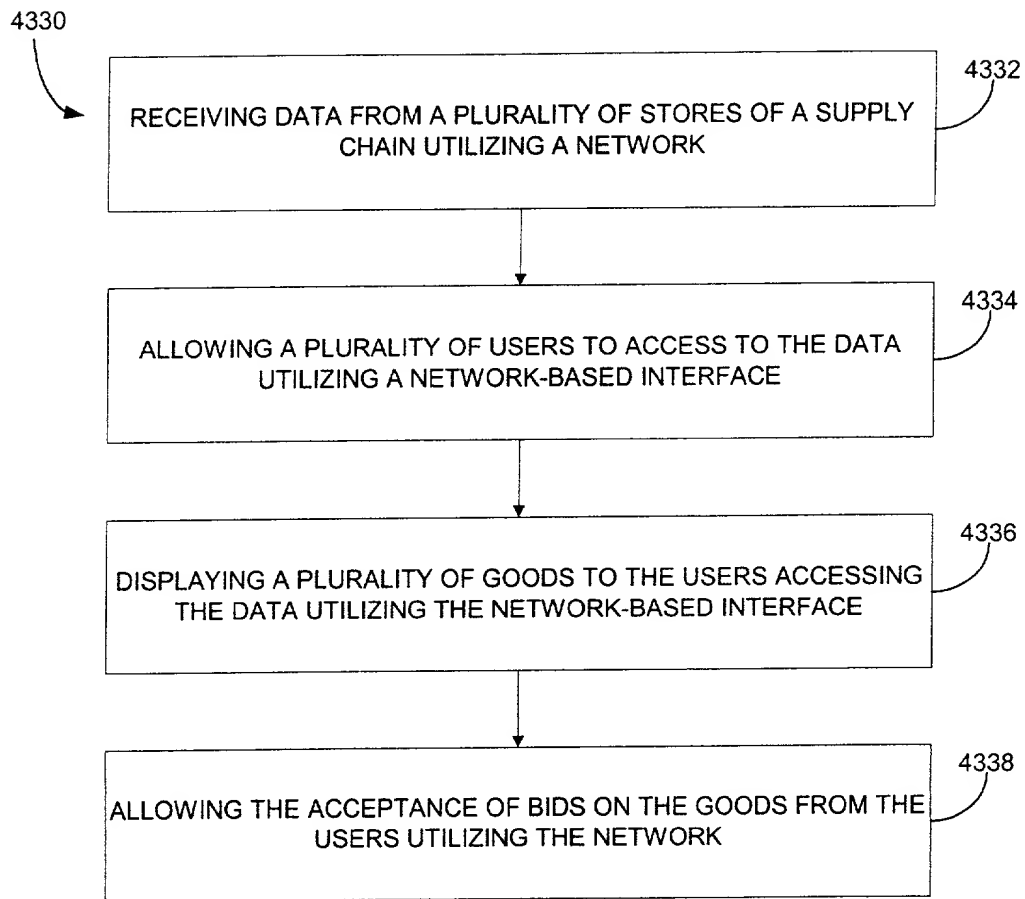 4330
4332
RECEIVING DATA FROM A PLURALITY OF STORES OF A SUPPLY
CHAIN UTILIZING A NETWORK
4334
ALLOWING A PLURALITY OF USERS TO ACCESS TO THE DATA
UTILIZING A NETWORK-BASED INTERFACE
4336
DISPLAYING A PLURALITY OF GOODS TO THE USERS ACCESSING
THE DATA UTILIZING THE NETWORK-BASED INTERFACE
4338
ALLOWING THE ACCEPTANCE OF BIDS ON THE GOODS FROM THE
USERS UTILIZING THE NETWORK